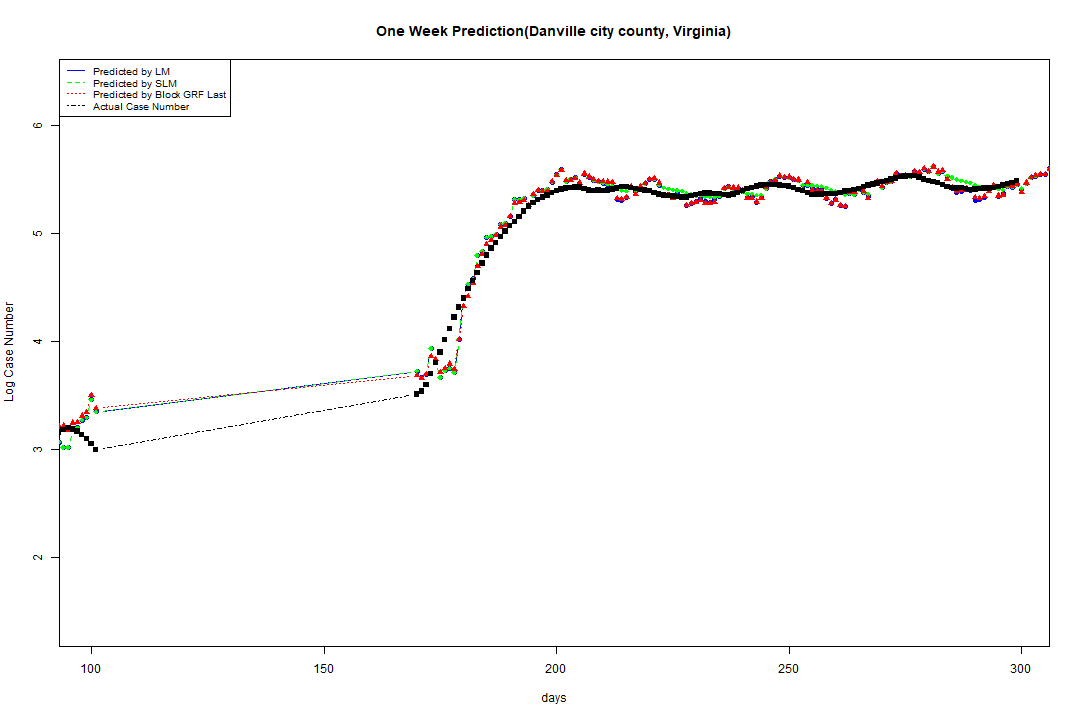 One Week Prediction(Danville city county, Virginia)
Predicted by LM
Predicted by SLM
Predicted by Block GRF Last
Actual Case Number
Log Case Number
6
5
4
3
2
100 150 200 250 300
days